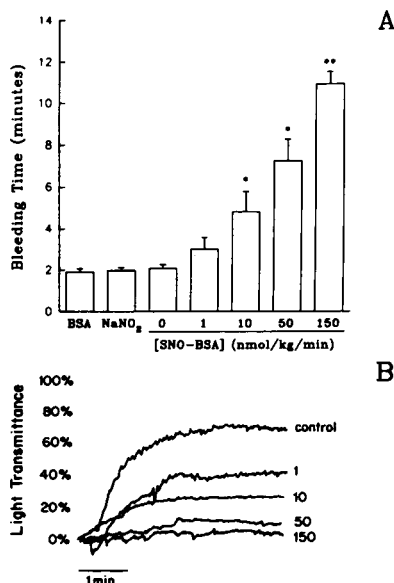 A
Bleeding Time (minutes)
14
12
10
8
6
4
2
0
* * **
BSA NaNO₂ 0 1 10 50 150
[SNO-BSA] (nmol/kg/min)
B
Light Transmittance
100%
80%
60%
40%
20%
0%
control
1
10
50
150
1min